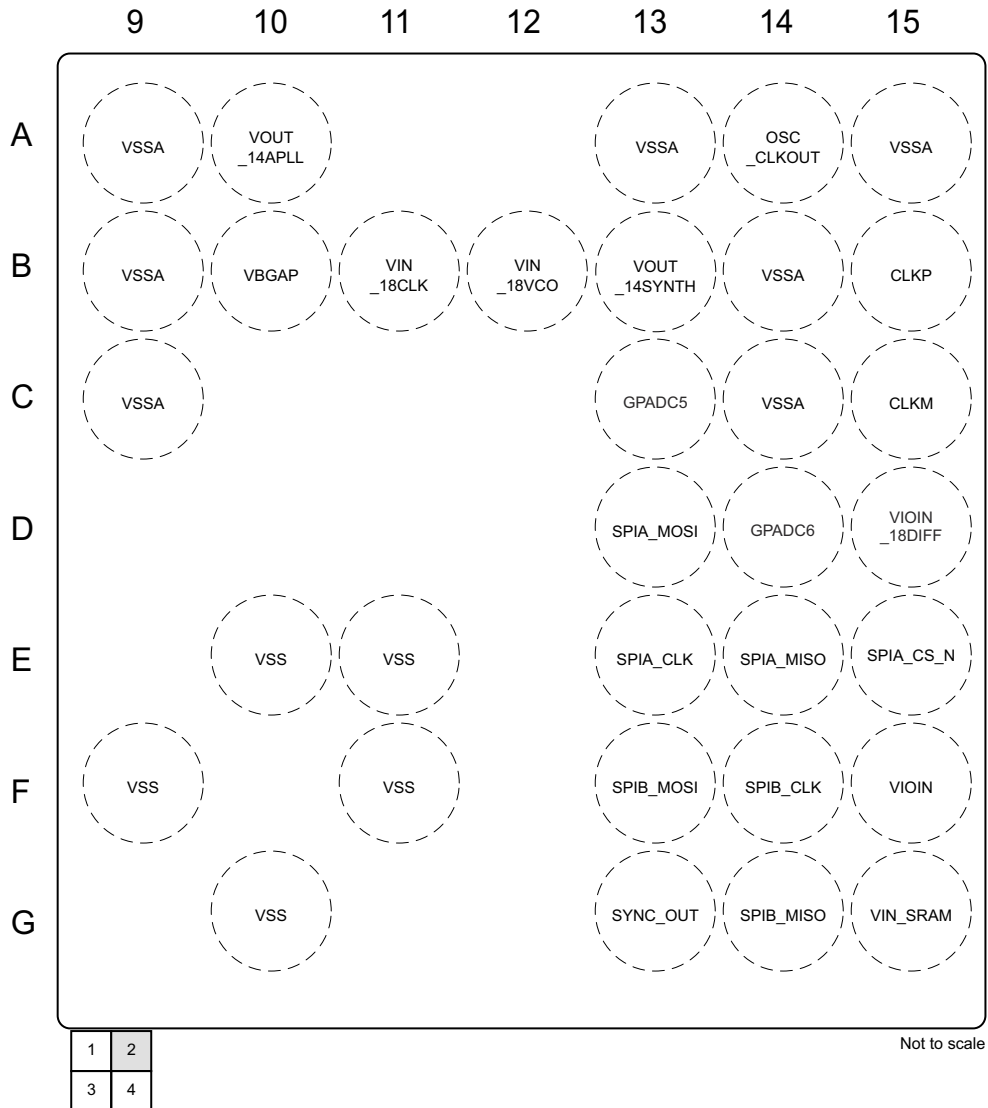 9 10 11 12 13 14 15
A
VSSA
VOUT
_14APLL
VSSA
OSC
_CLKOUT
VSSA
B
VSSA
VBGAP
VIN
_18CLK
VIN
_18VCO
VOUT
_14SYNTH
VSSA
CLKP
C
VSSA
GPADC5
VSSA
CLKM
D
SPIA_MOSI
GPADC6
VIOIN
_18DIFF
E
VSS
VSS
SPIA_CLK
SPIA_MISO
SPIA_CS_N
F
VSS
VSS
SPIB_MOSI
SPIB_CLK
VIOIN
G
VSS
SYNC_OUT
SPIB_MISO
VIN_SRAM
1 2
3 4
Not to scale